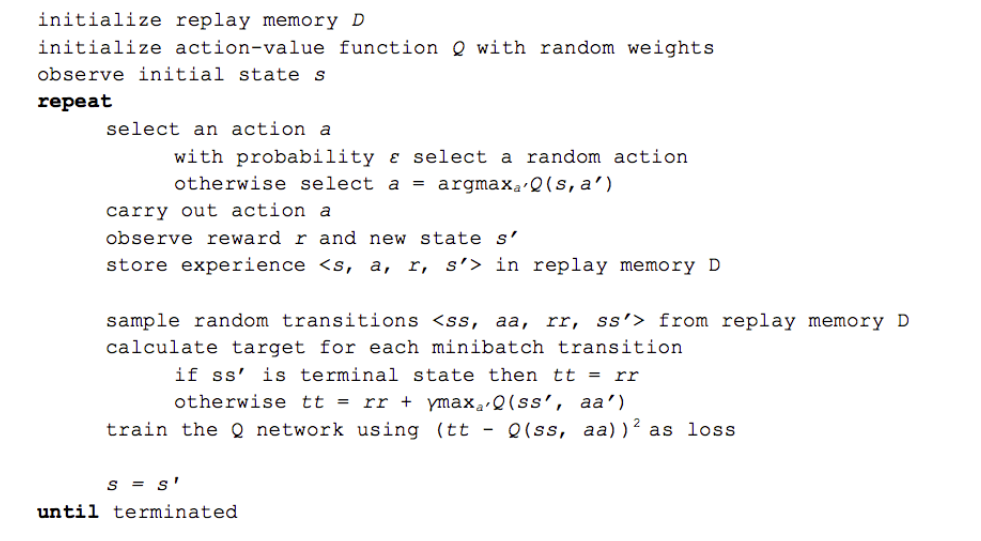 initialize replay memory D
initialize action-value function Q with random weights
observe initial state s
repeat
select an action a
with probability ε select a random action
otherwise select a = argmaxₐ′Q(s,a′)
carry out action a
observe reward r and new state s′
store experience <s, a, r, s′> in replay memory D
sample random transitions <ss, aa, rr, ss′> from replay memory D
calculate target for each minibatch transition
if ss′ is terminal state then tt = rr
otherwise tt = rr + γmaxₐ′Q(ss′, aa′)
train the Q network using (tt - Q(ss, aa))² as loss
s = s'
until terminated